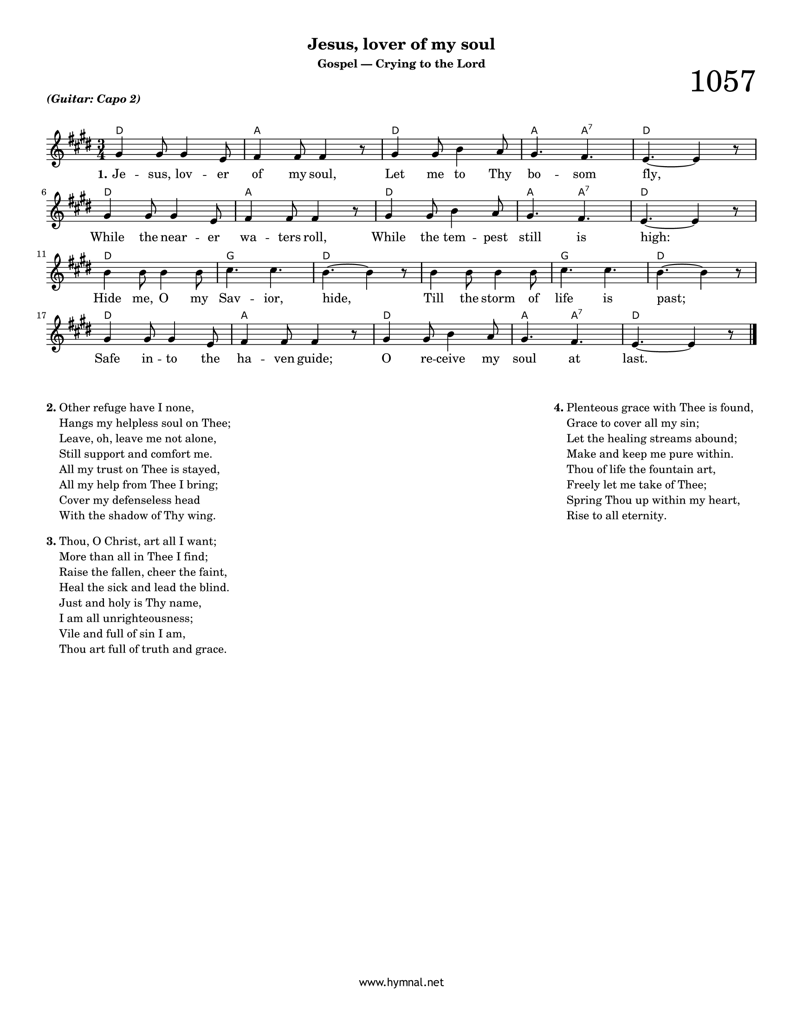 Jesus, lover of my soul
Gospel — Crying to the Lord
1057
(Guitar: Capo 2)
D A D A A7 D
3
4
1. Je - sus, lov - er of my soul, Let me to Thy bo - som fly,
6
D A D A A7 D
While the near - er wa - ters roll, While the tem - pest still is high:
11
D G D G D
Hide me, O my Sav - ior, hide, Till the storm of life is past;
17
D A D A A7 D
Safe in - to the ha - ven guide; O re-ceive my soul at last.
2. Other refuge have I none,
Hangs my helpless soul on Thee;
Leave, oh, leave me not alone,
Still support and comfort me.
All my trust on Thee is stayed,
All my help from Thee I bring;
Cover my defenseless head
With the shadow of Thy wing.
3. Thou, O Christ, art all I want;
More than all in Thee I find;
Raise the fallen, cheer the faint,
Heal the sick and lead the blind.
Just and holy is Thy name,
I am all unrighteousness;
Vile and full of sin I am,
Thou art full of truth and grace.
4. Plenteous grace with Thee is found,
Grace to cover all my sin;
Let the healing streams abound;
Make and keep me pure within.
Thou of life the fountain art,
Freely let me take of Thee;
Spring Thou up within my heart,
Rise to all eternity.
www.hymnal.net